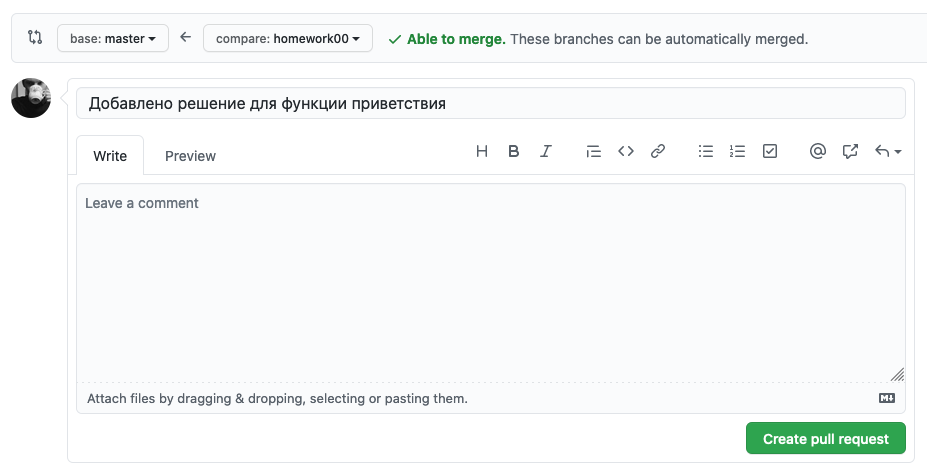 base: master compare: homework00 Able to merge. These branches can be automatically merged.
Добавлено решение для функции приветствия
Write Preview
Leave a comment
Attach files by dragging & dropping, selecting or pasting them.
Create pull request